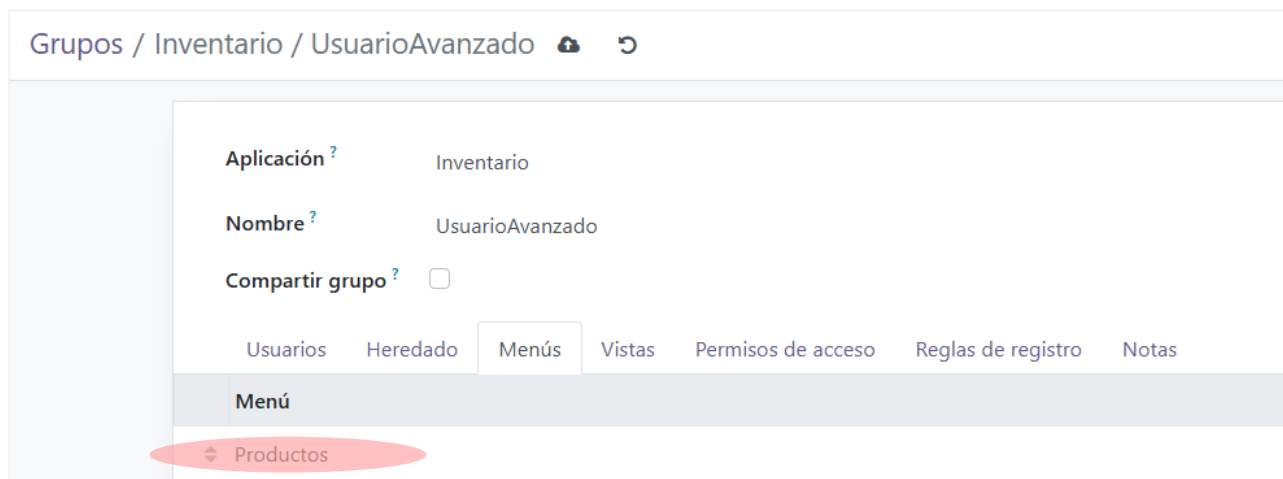 Grupos / Inventario / UsuarioAvanzado
Aplicación ? Inventario
Nombre ? UsuarioAvanzado
Compartir grupo ?
Usuarios Heredado Menús Vistas Permisos de acceso Reglas de registro Notas
Menú
Productos